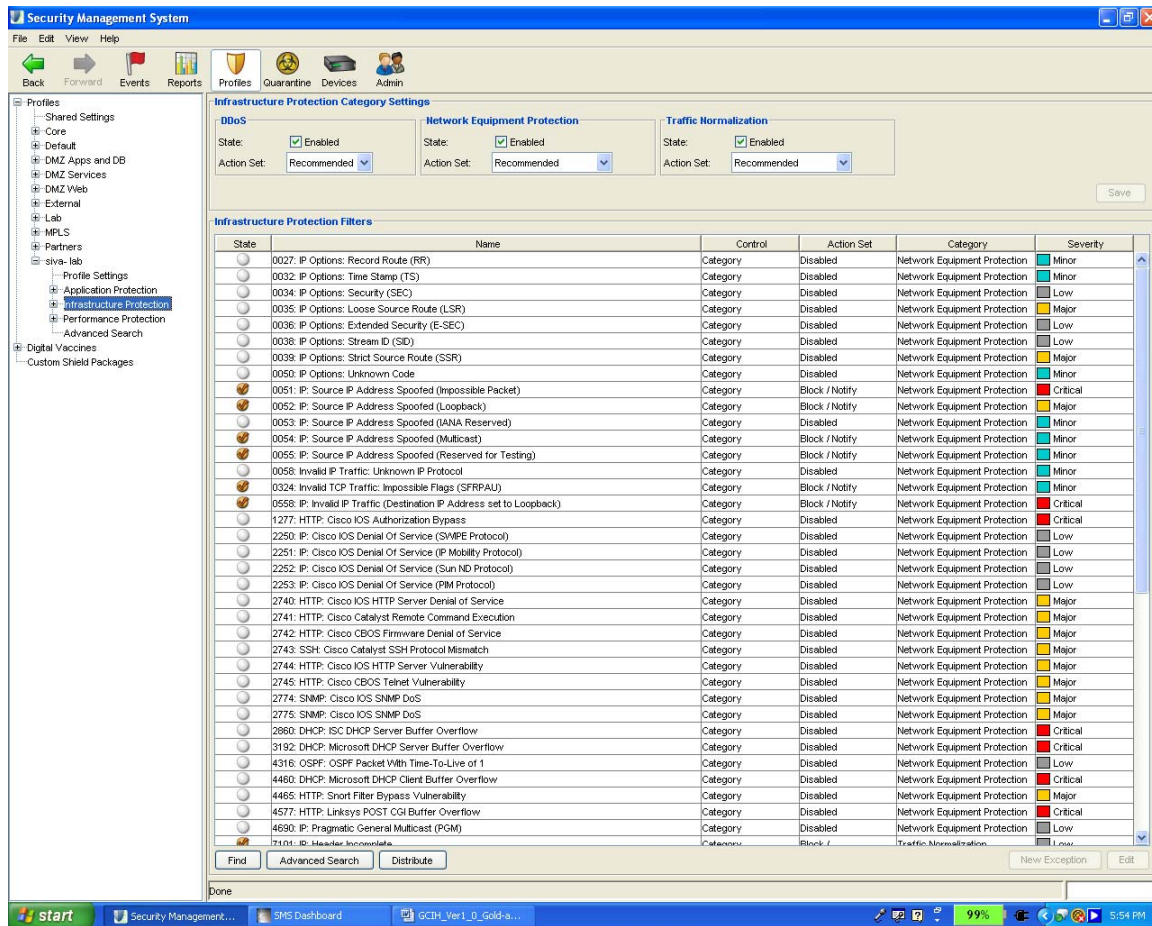 Security Management System
File Edit View Help
Back Forward Events Reports Profiles Quarantine Devices Admin
Profiles
Shared Settings
Core
Default
DMZ Apps and DB
DMZ Services
DMZ Web
External
Lab
MPLS
Partners
siva- lab
Profile Settings
Application Protection
Infrastructure Protection
Performance Protection
Advanced Search
Digital Vaccines
Custom Shield Packages
Infrastructure Protection Category Settings
DDoS Network Equipment Protection Traffic Normalization
State: Enabled State: Enabled State: Enabled
Action Set: Recommended Action Set: Recommended Action Set: Recommended
Save
Infrastructure Protection Filters
State Name Control Action Set Category Severity
0027: IP Options: Record Route (RR) Category Disabled Network Equipment Protection Minor
0032: IP Options: Time Stamp (TS) Category Disabled Network Equipment Protection Minor
0034: IP Options: Security (SEC) Category Disabled Network Equipment Protection Low
0035: IP Options: Loose Source Route (LSR) Category Disabled Network Equipment Protection Major
0036: IP Options: Extended Security (E-SEC) Category Disabled Network Equipment Protection Low
0038: IP Options: Stream ID (SID) Category Disabled Network Equipment Protection Low
0039: IP Options: Strict Source Route (SSR) Category Disabled Network Equipment Protection Major
0050: IP Options: Unknown Code Category Disabled Network Equipment Protection Minor
0051: IP: Source IP Address Spoofed (Impossible Packet) Category Block / Notify Network Equipment Protection Critical
0052: IP: Source IP Address Spoofed (Loopback) Category Block / Notify Network Equipment Protection Major
0053: IP: Source IP Address Spoofed (IANA Reserved) Category Disabled Network Equipment Protection Minor
0054: IP: Source IP Address Spoofed (Multicast) Category Block / Notify Network Equipment Protection Minor
0055: IP: Source IP Address Spoofed (Reserved for Testing) Category Block / Notify Network Equipment Protection Minor
0058: Invalid IP Traffic: Unknown IP Protocol Category Disabled Network Equipment Protection Minor
0324: Invalid TCP Traffic: Impossible Flags (SFRPAU) Category Block / Notify Network Equipment Protection Minor
0558: IP: Invalid IP Traffic (Destination IP Address set to Loopback) Category Block / Notify Network Equipment Protection Critical
1277: HTTP: Cisco IOS Authorization Bypass Category Disabled Network Equipment Protection Critical
2250: IP: Cisco IOS Denial Of Service (SWIPE Protocol) Category Disabled Network Equipment Protection Low
2251: IP: Cisco IOS Denial Of Service (IP Mobility Protocol) Category Disabled Network Equipment Protection Low
2252: IP: Cisco IOS Denial Of Service (Sun ND Protocol) Category Disabled Network Equipment Protection Low
2253: IP: Cisco IOS Denial Of Service (PIM Protocol) Category Disabled Network Equipment Protection Low
2740: HTTP: Cisco IOS HTTP Server Denial of Service Category Disabled Network Equipment Protection Major
2741: HTTP: Cisco Catalyst Remote Command Execution Category Disabled Network Equipment Protection Major
2742: HTTP: Cisco CBOS Firmware Denial of Service Category Disabled Network Equipment Protection Major
2743: SSH: Cisco Catalyst SSH Protocol Mismatch Category Disabled Network Equipment Protection Major
2744: HTTP: Cisco IOS HTTP Server Vulnerability Category Disabled Network Equipment Protection Major
2745: HTTP: Cisco CBOS Telnet Vulnerability Category Disabled Network Equipment Protection Major
2774: SNMP: Cisco IOS SNMP DoS Category Disabled Network Equipment Protection Major
2775: SNMP: Cisco IOS SNMP DoS Category Disabled Network Equipment Protection Major
2860: DHCP: ISC DHCP Server Buffer Overflow Category Disabled Network Equipment Protection Critical
3192: DHCP: Microsoft DHCP Server Buffer Overflow Category Disabled Network Equipment Protection Critical
4316: OSPF: OSPF Packet With Time-To-Live of 1 Category Disabled Network Equipment Protection Low
4460: DHCP: Microsoft DHCP Client Buffer Overflow Category Disabled Network Equipment Protection Critical
4465: HTTP: Snort Filter Bypass Vulnerability Category Disabled Network Equipment Protection Major
4577: HTTP: Linksys POST CGI Buffer Overflow Category Disabled Network Equipment Protection Critical
4690: IP: Pragmatic General Multicast (PGM) Category Disabled Network Equipment Protection Low
7101: IP: Header Incomplete Category Block / Traffic Normalization Low
Find Advanced Search Distribute New Exception Edit
Done
start Security Management... SMS Dashboard GCIH_Ver1_0_Gold-a... 99% 5:54 PM